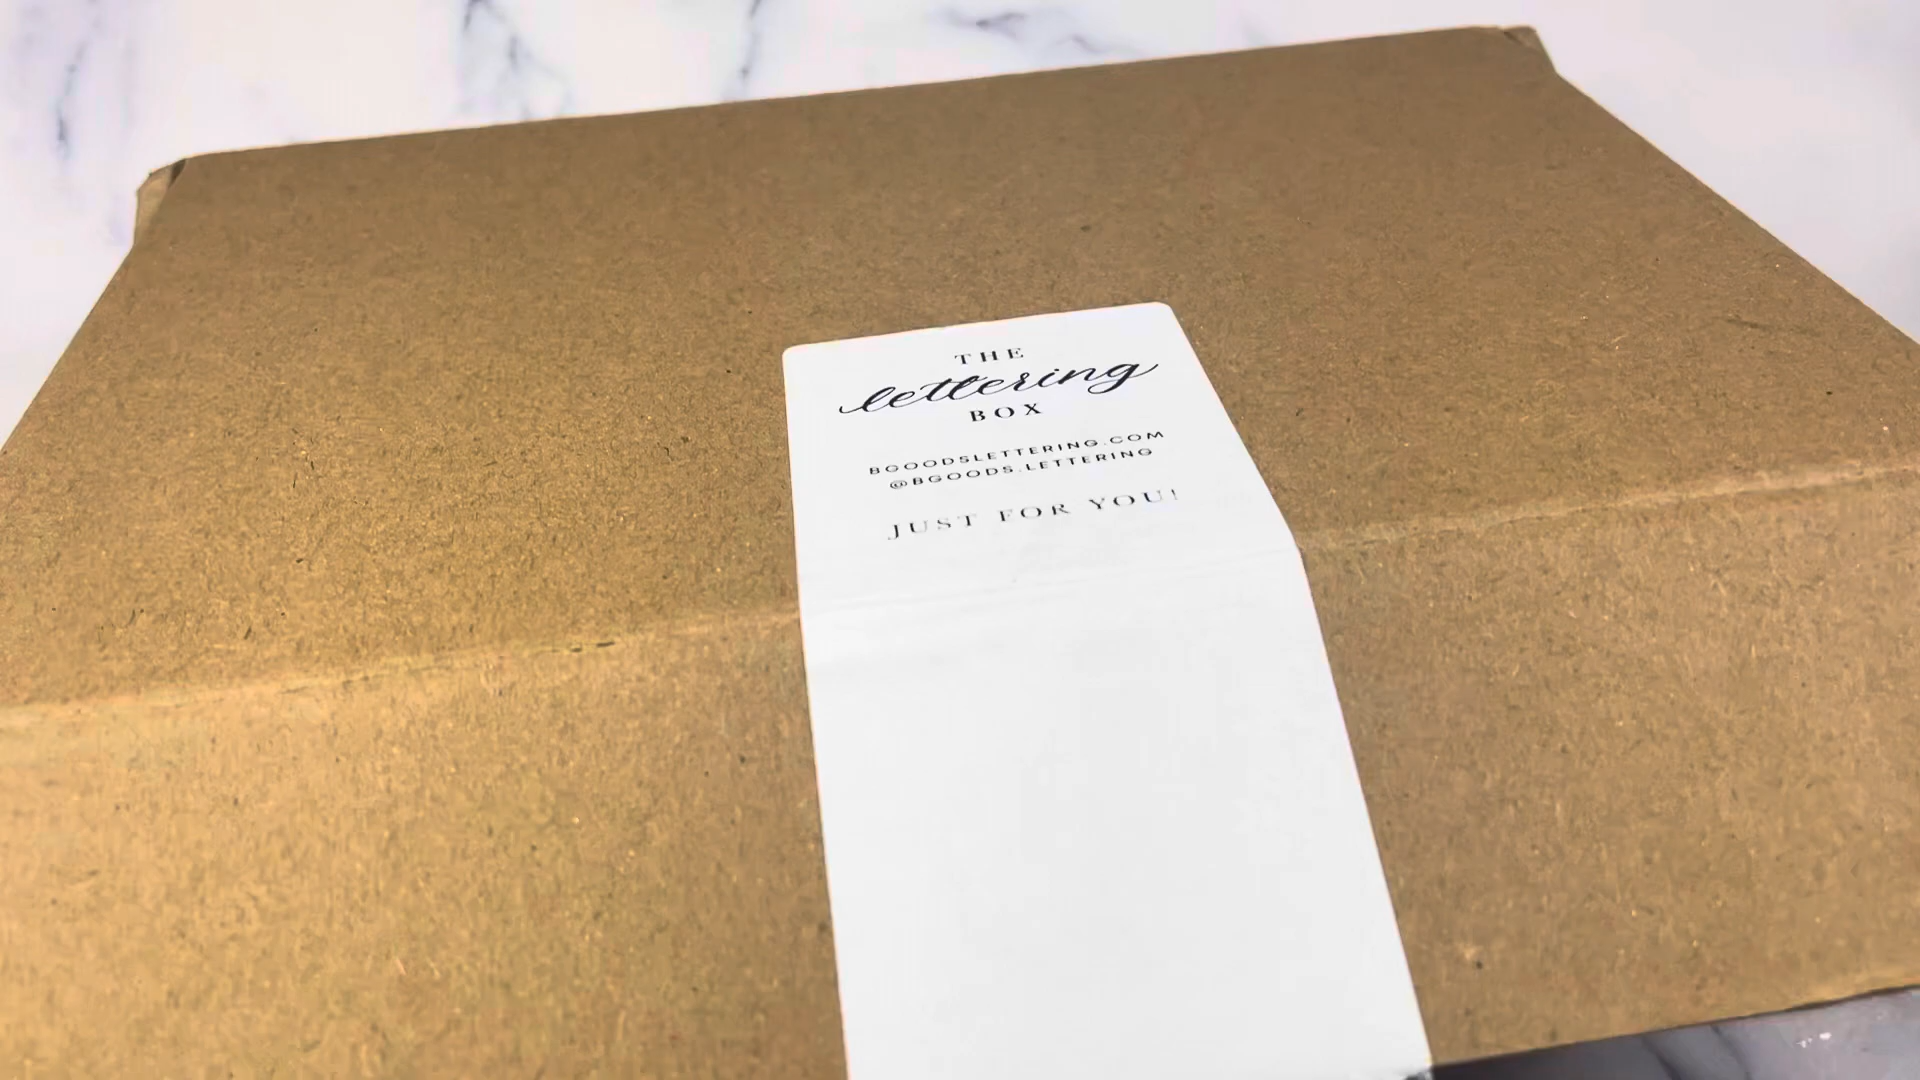 THE
lettering
BOX
BGOODSLETTERING.COM
@BGOODS.LETTERING
JUST FOR YOU!